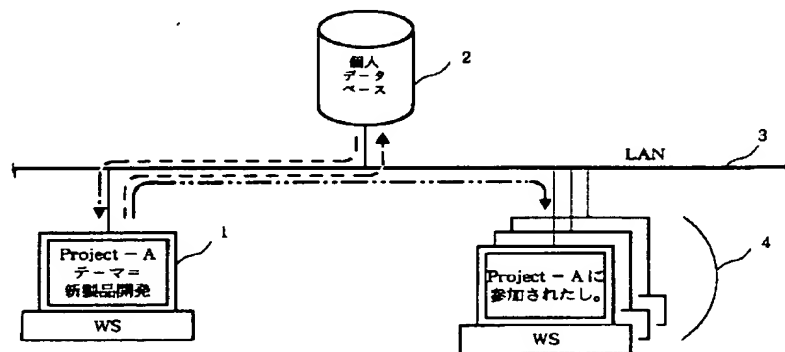 個人
データ
ベース
2
LAN
3
1
Project-A
テーマ=
新製品開発
WS
Project-Aに
参加されたし。
WS
4